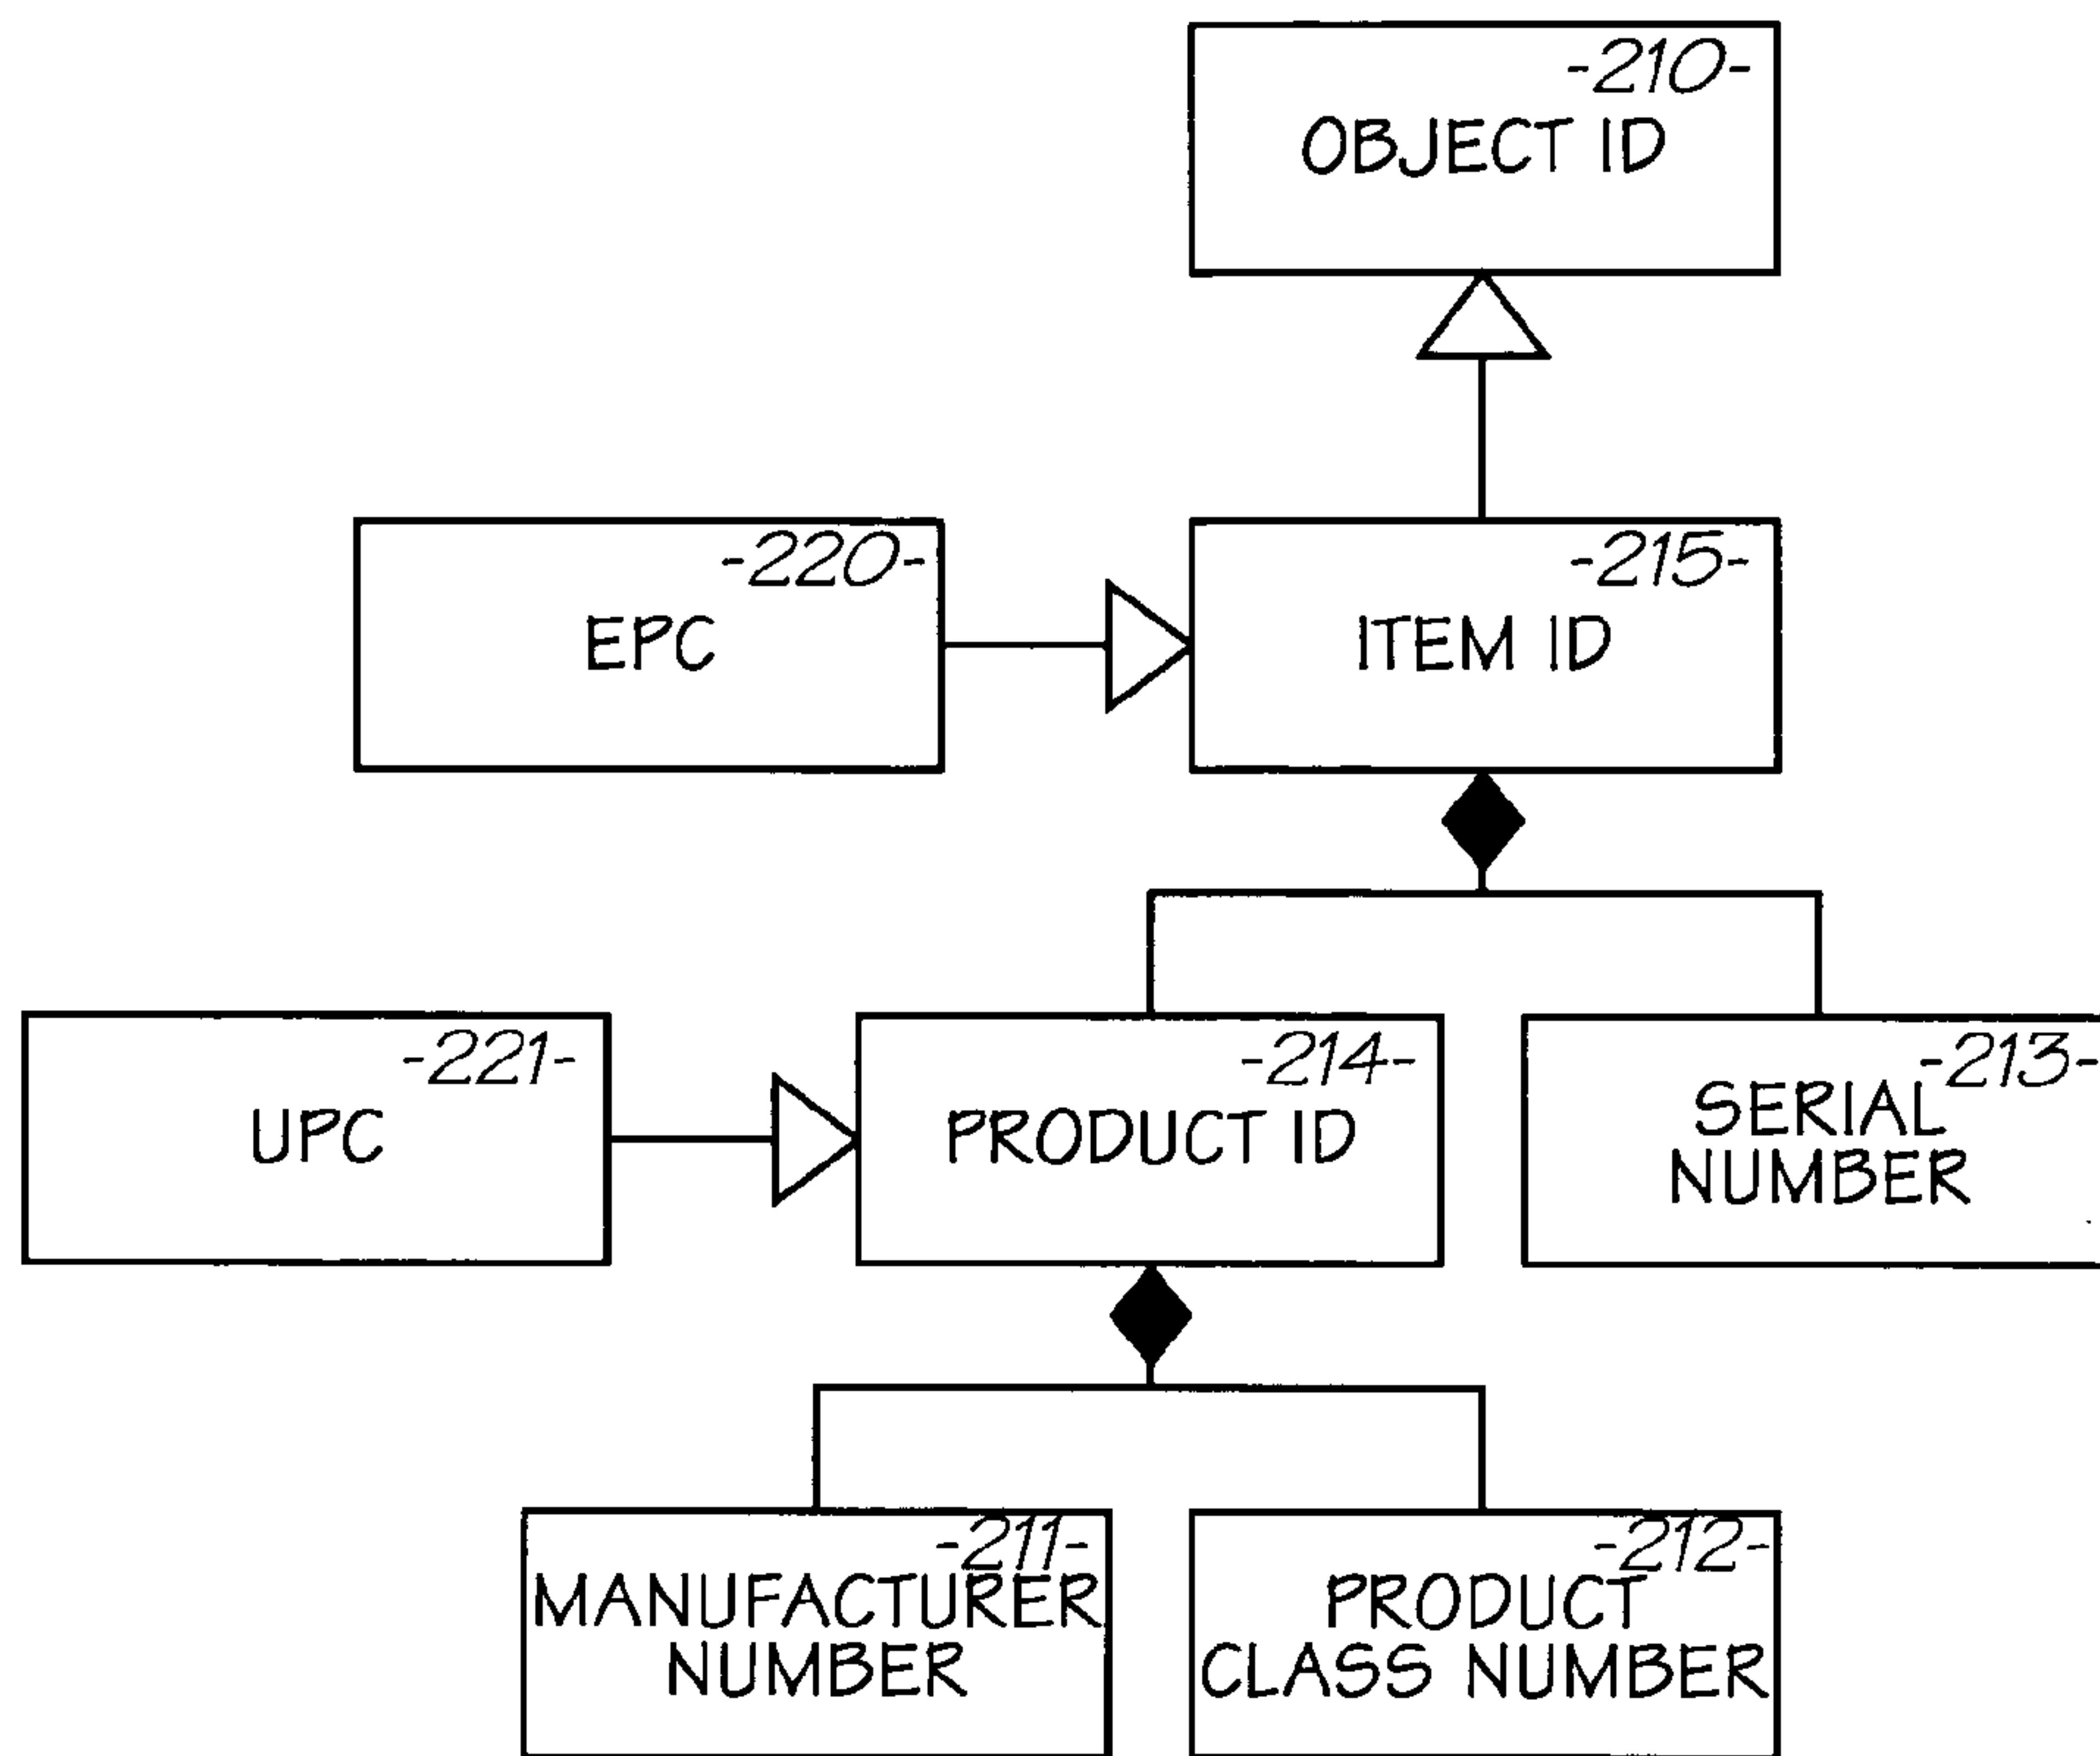 -210-
OBJECT ID
-220-
EPC
-215-
ITEM ID
-221-
UPC
-214-
PRODUCT ID
-213-
SERIAL
NUMBER
-211-
MANUFACTURER
NUMBER
-212-
PRODUCT
CLASS NUMBER